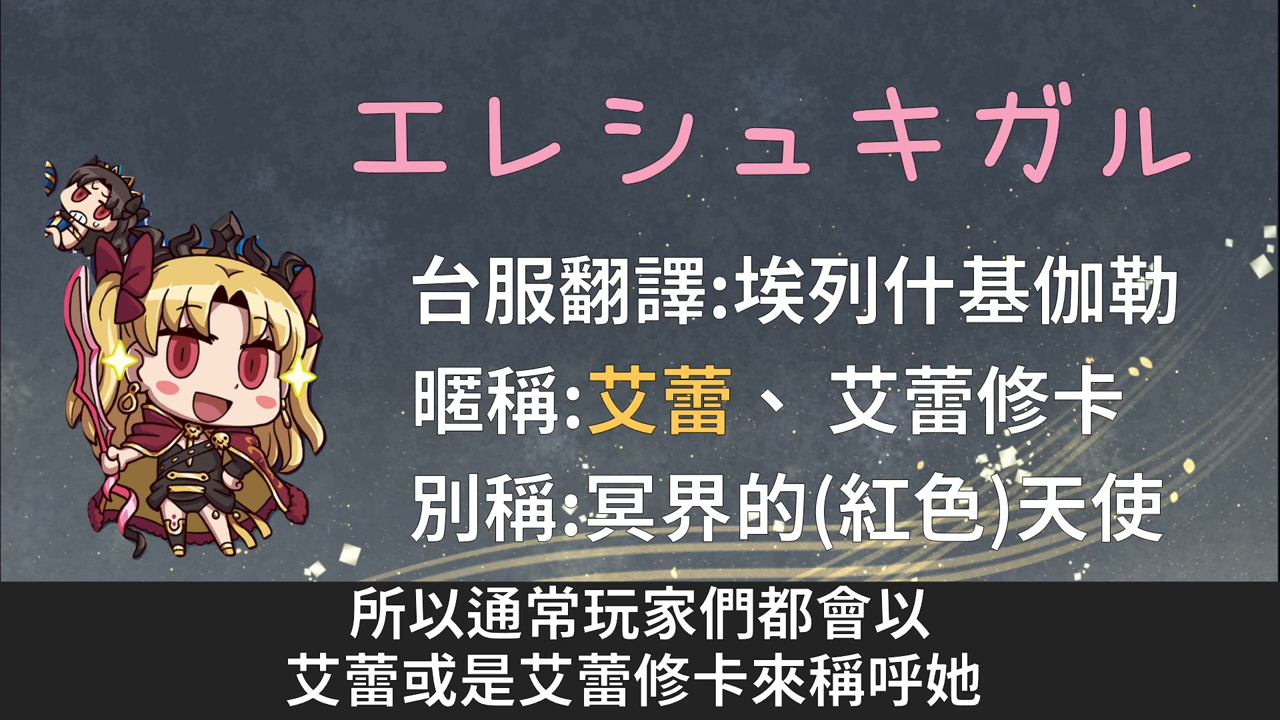 エレシュキガル
台服翻譯:埃列什基伽勒
暱稱:艾蕾、艾蕾修卡
別稱:冥界的(紅色)天使
所以通常玩家們都會以
艾蕾或是艾蕾修卡來稱呼她